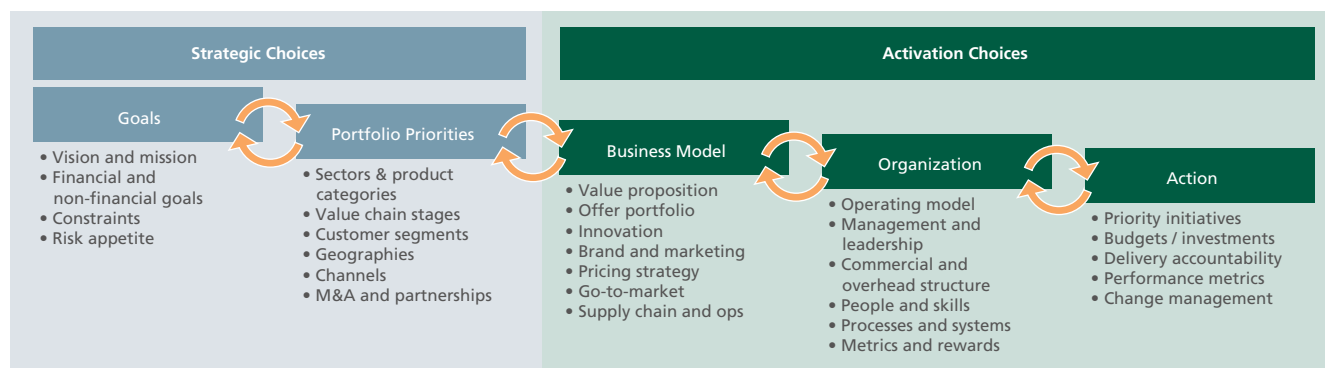 Strategic Choices
Activation Choices
Goals
• Vision and mission
• Financial and
non-financial goals
• Constraints
• Risk appetite
Portfolio Priorities
• Sectors & product
categories
• Value chain stages
• Customer segments
• Geographies
• Channels
• M&A and partnerships
Business Model
• Value proposition
• Offer portfolio
• Innovation
• Brand and marketing
• Pricing strategy
• Go-to-market
• Supply chain and ops
Organization
• Operating model
• Management and
leadership
• Commercial and
overhead structure
• People and skills
• Processes and systems
• Metrics and rewards
Action
• Priority initiatives
• Budgets / investments
• Delivery accountability
• Performance metrics
• Change management